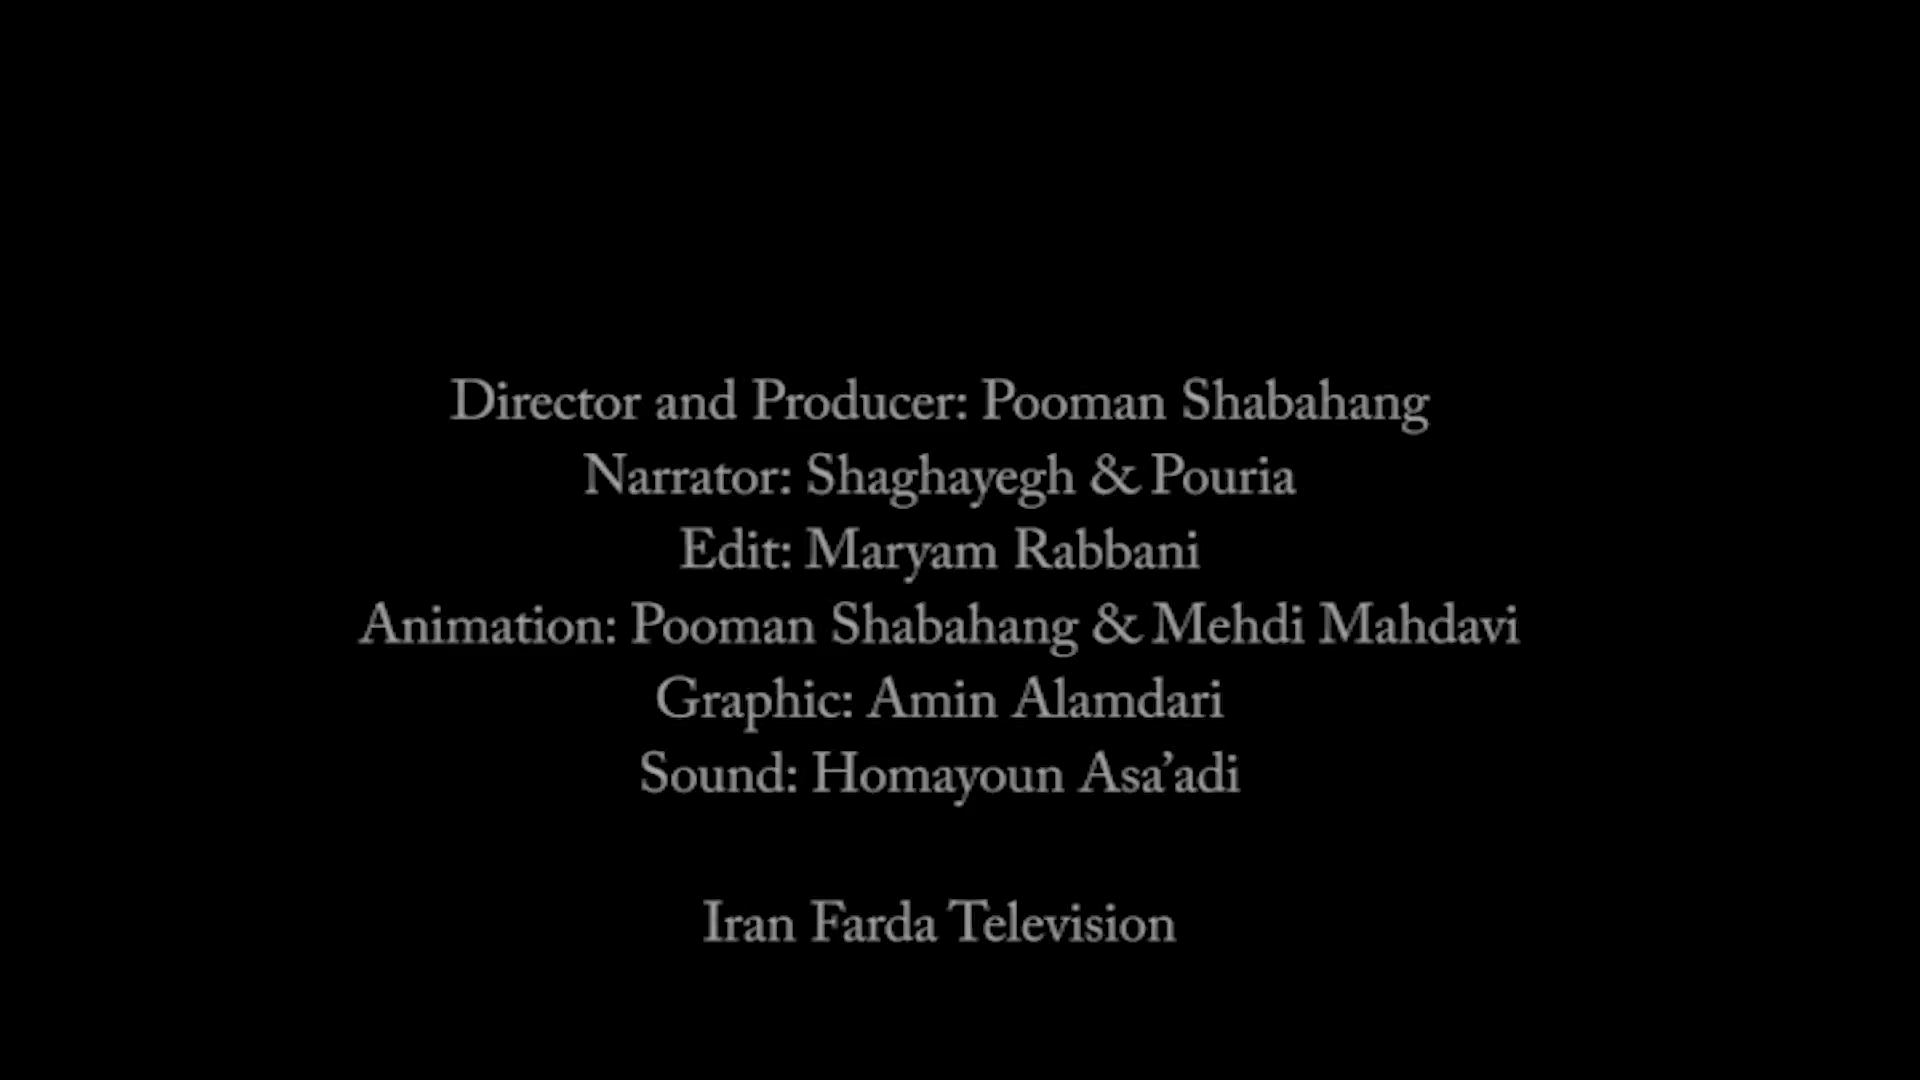 Director and Producer: Pooman Shabahang
Narrator: Shaghayegh & Pouria
Edit: Maryam Rabbani
Animation: Pooman Shabahang & Mehdi Mahdavi
Graphic: Amin Alamdari
Sound: Homayoun Asa’adi
Iran Farda Television